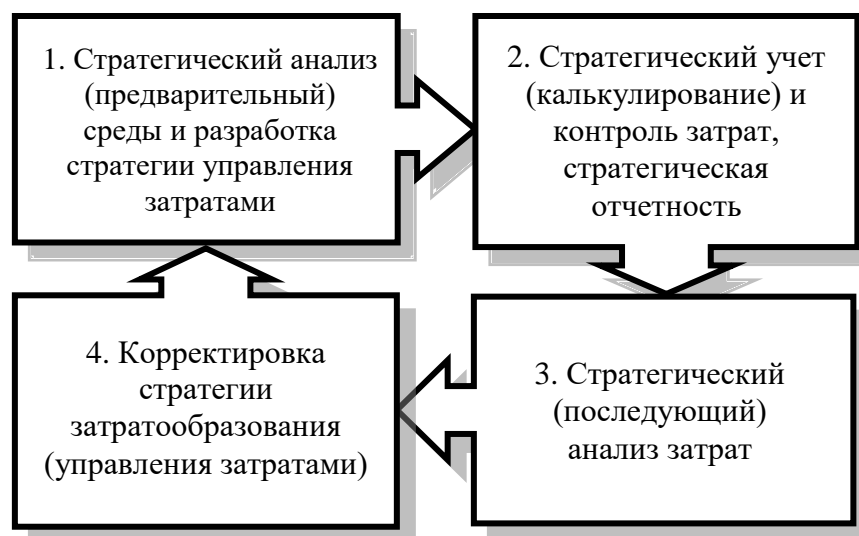 1. Стратегический анализ
(предварительный)
среды и разработка
стратегии управления
затратами
2. Стратегический учет
(калькулирование) и
контроль затрат,
стратегическая
отчетность
3. Стратегический
(последующий)
анализ затрат
4. Корректировка
стратегии
затратообразования
(управления затратами)